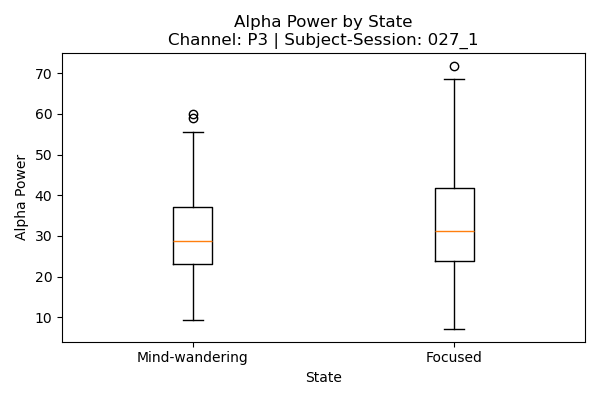 Alpha Power by State
Channel: P3 | Subject-Session: 027_1
Alpha Power
70
60
50
40
30
20
10
Mind-wandering
Focused
State